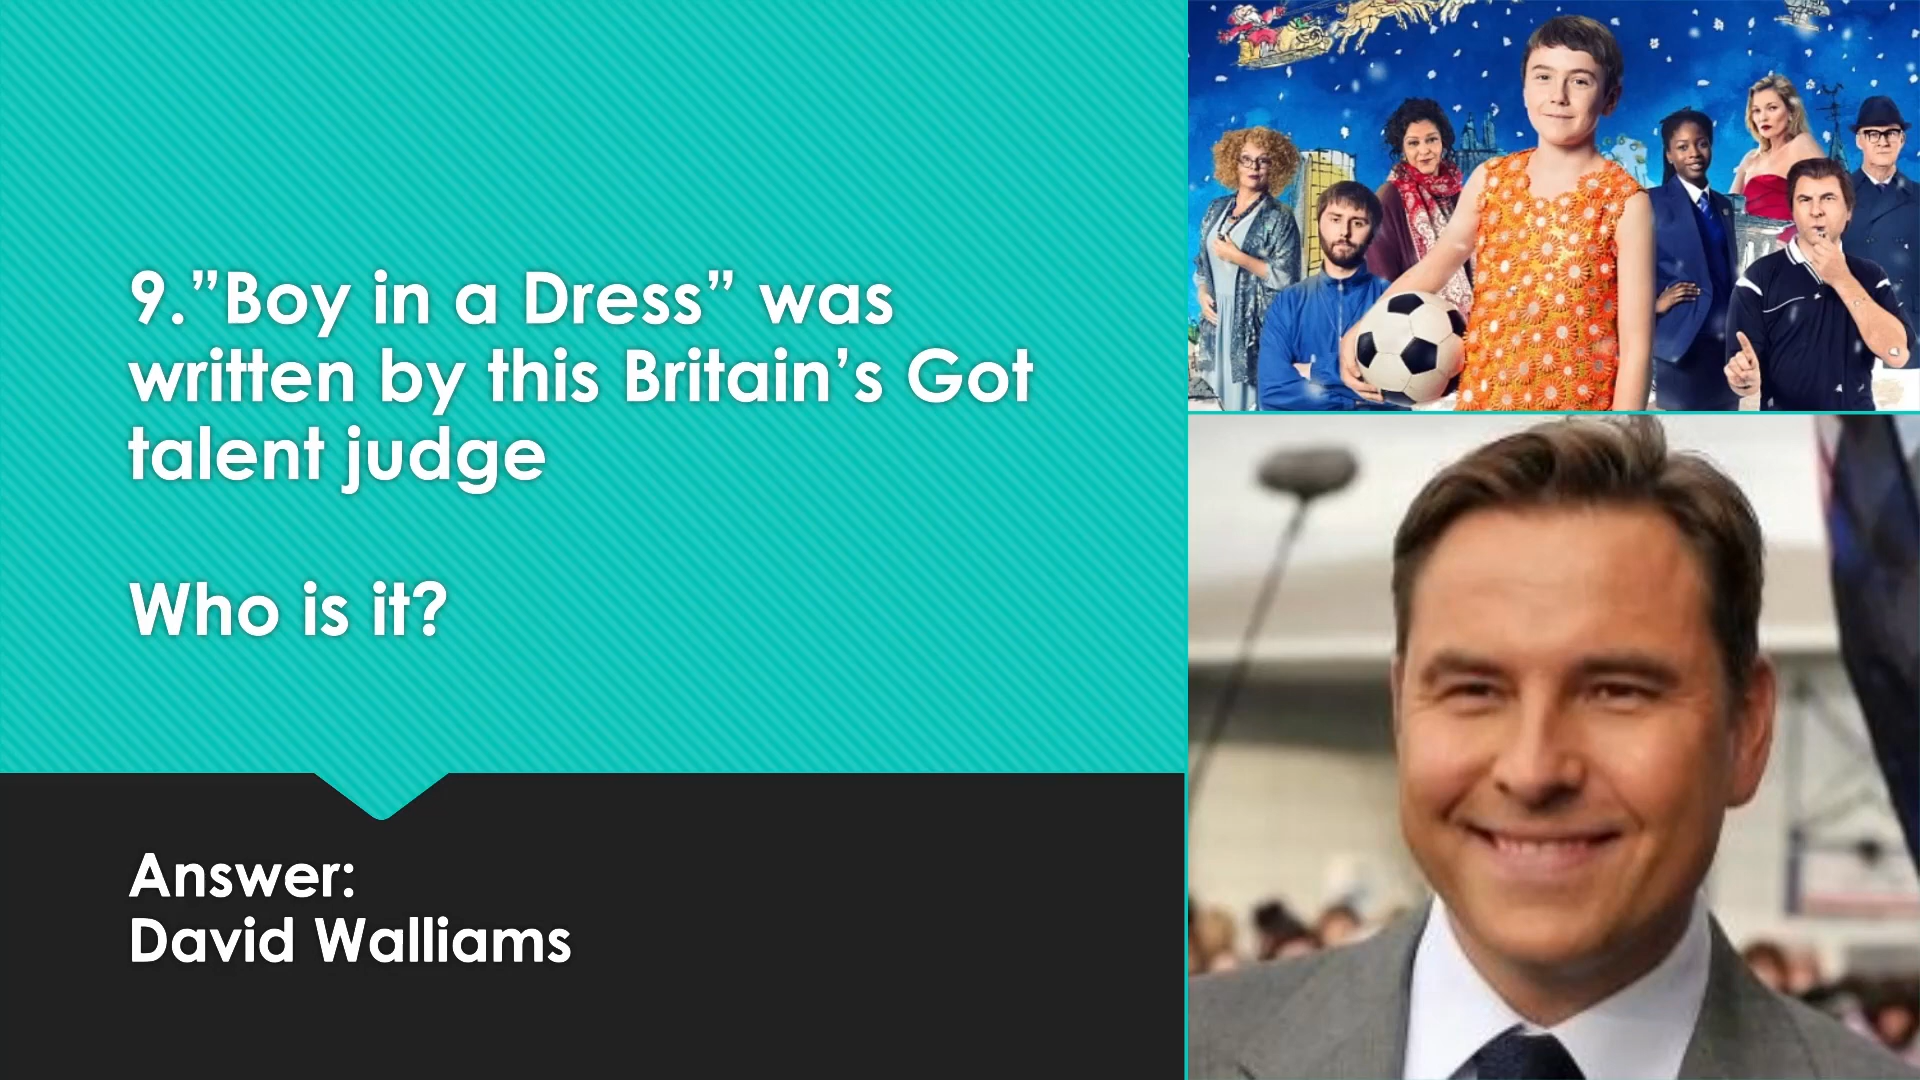 9.”Boy in a Dress” was
written by this Britain’s Got
talent judge
Who is it?
Answer:
David Walliams